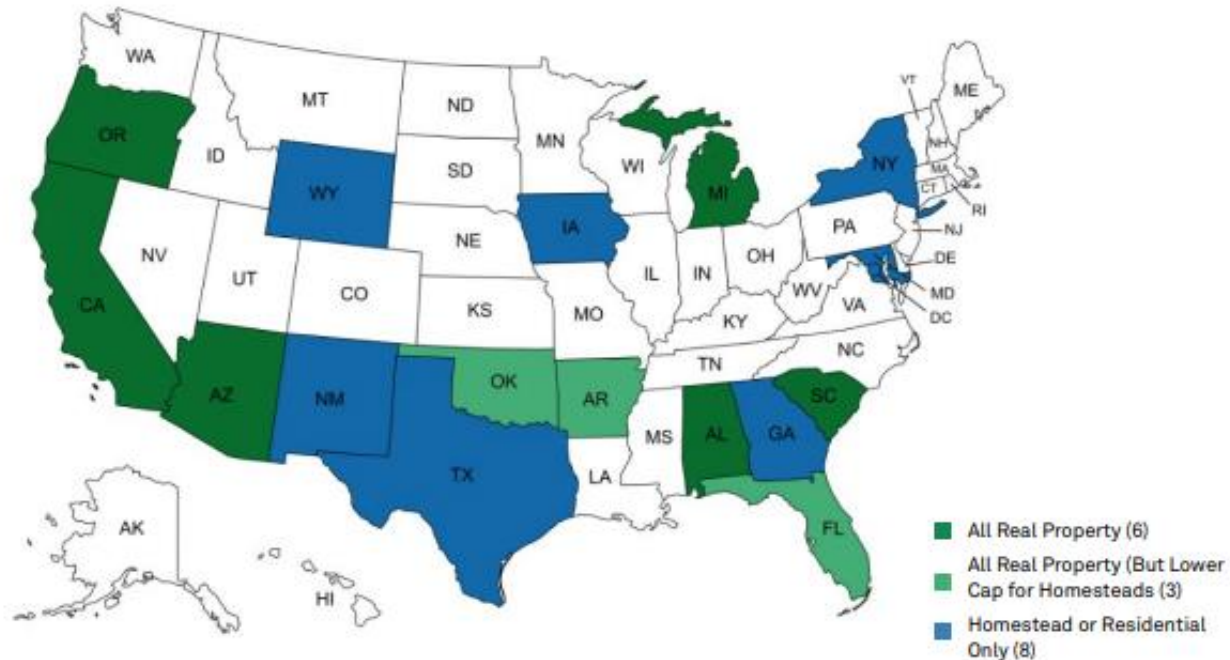 WA
MT
ND
MN
VT
ME
OR
ID
SD
WI
MI
NY
NH
MA
CT
RI
WY
IA
PA
NJ
NE
NV
UT
CO
IL
IN
OH
DE
MD
DC
WV
VA
CA
KS
MO
KY
NC
TN
AZ
NM
OK
AR
SC
MS
AL
GA
TX
LA
FL
AK
HI
All Real Property (6)
All Real Property (But Lower
Cap for Homesteads (3)
Homestead or Residential
Only (8)